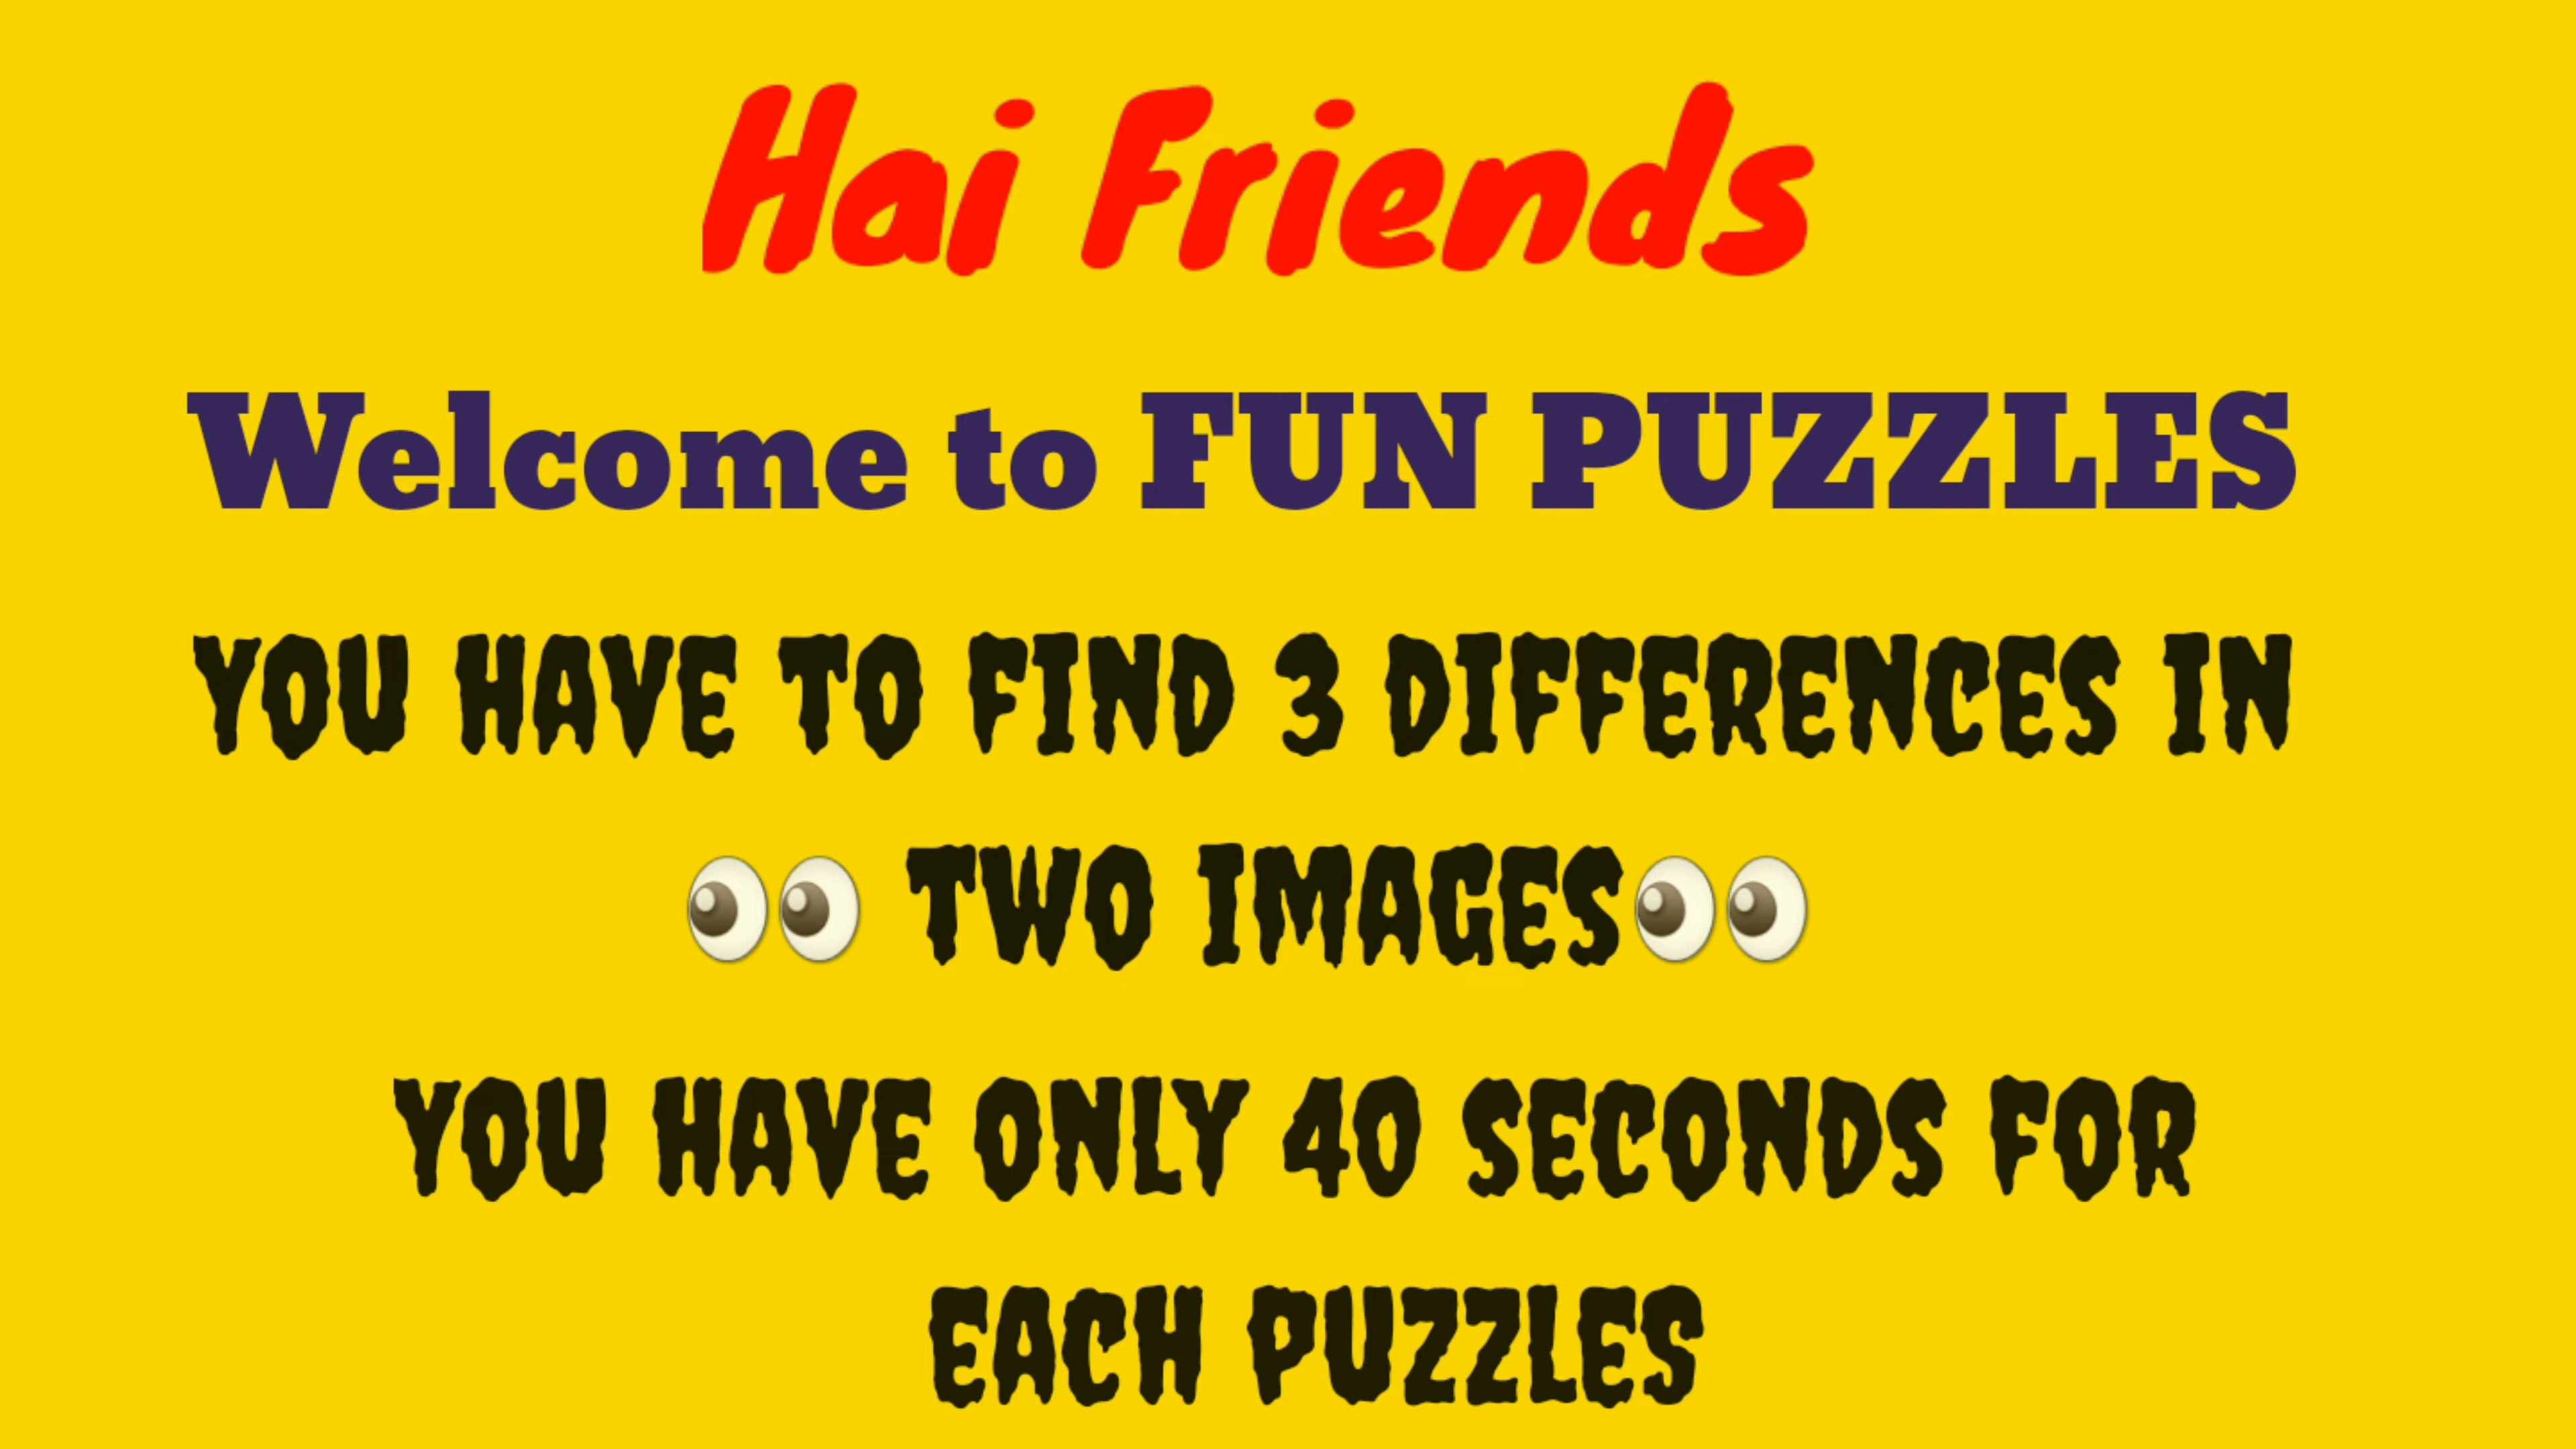 Hai Friends
Welcome to FUN PUZZLES
YOU HAVE TO FIND 3 DIFFERENCES IN
👀 TWO IMAGES👀
YOU HAVE ONLY 40 SECONDS FOR
EACH PUZZLES